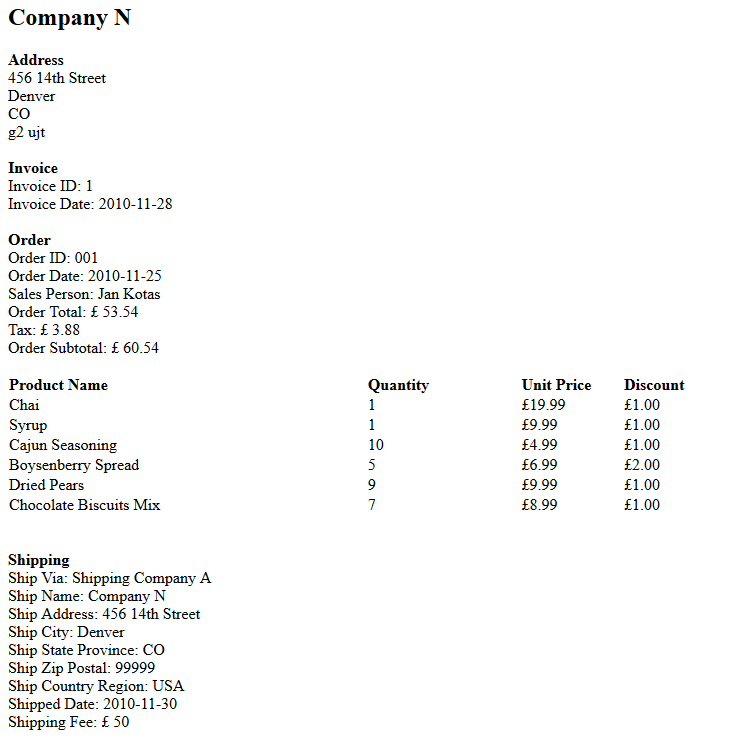 Company N
Address
456 14th Street
Denver
CO
g2 ujt
Invoice
Invoice ID: 1
Invoice Date: 2010-11-28
Order
Order ID: 001
Order Date: 2010-11-25
Sales Person: Jan Kotas
Order Total: £ 53.54
Tax: £ 3.88
Order Subtotal: £ 60.54
Product Name Quantity Unit Price Discount
Chai 1 £19.99 £1.00
Syrup 1 £9.99 £1.00
Cajun Seasoning 10 £4.99 £1.00
Boysenberry Spread 5 £6.99 £2.00
Dried Pears 9 £9.99 £1.00
Chocolate Biscuits Mix 7 £8.99 £1.00
Shipping
Ship Via: Shipping Company A
Ship Name: Company N
Ship Address: 456 14th Street
Ship City: Denver
Ship State Province: CO
Ship Zip Postal: 99999
Ship Country Region: USA
Shipped Date: 2010-11-30
Shipping Fee: £ 50